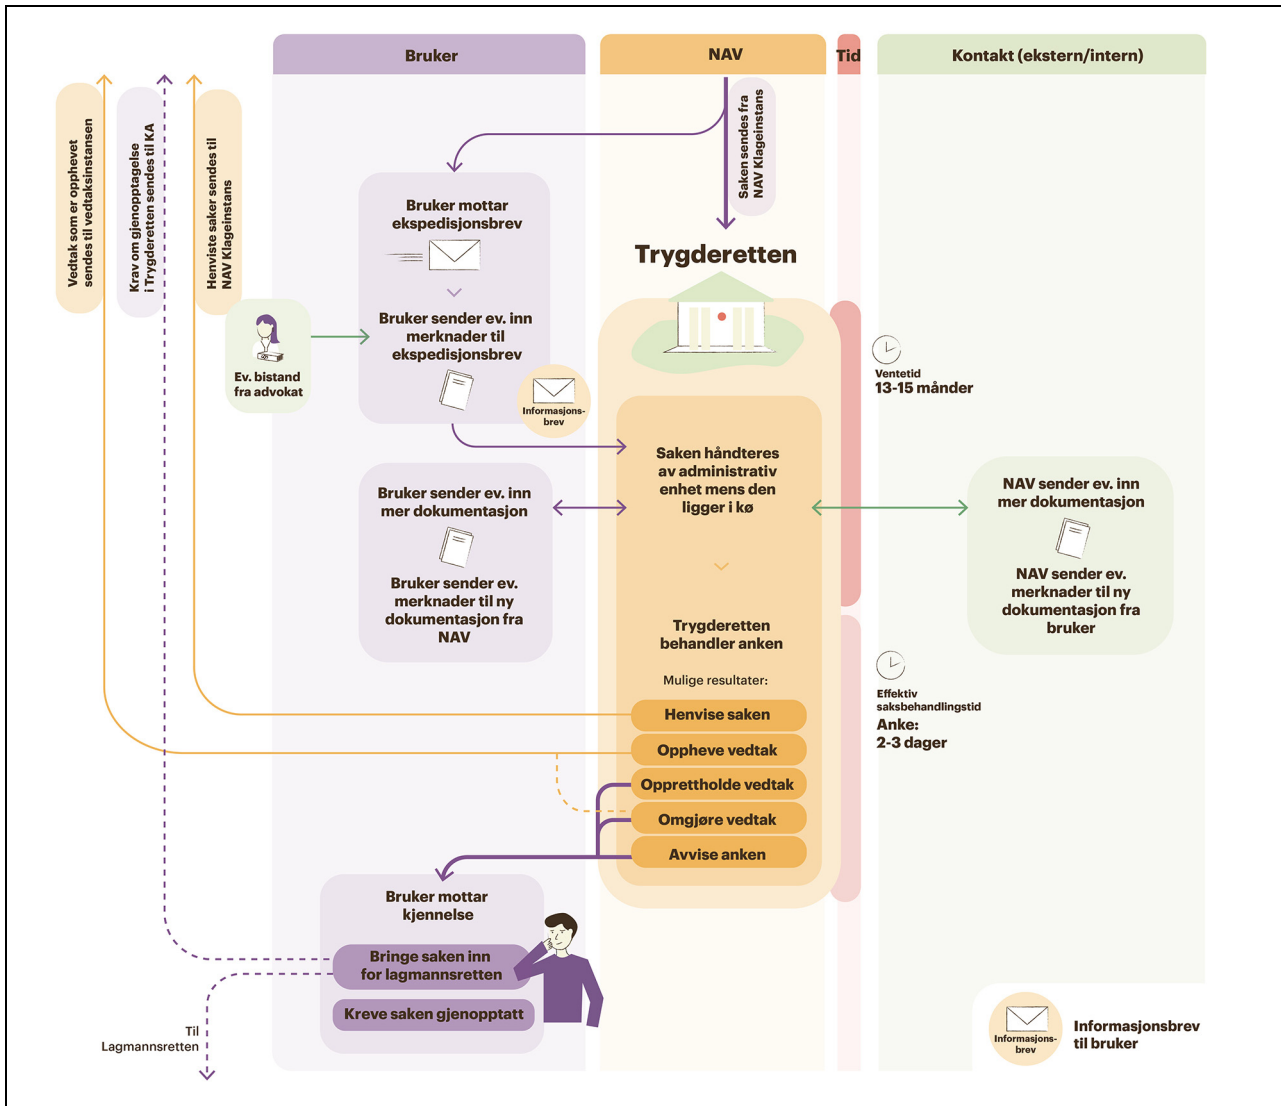 Bruker
NAV
Tid
Kontakt (ekstern/intern)
Vedtak som er opphevet
sendes til vedtaksinstansen
Krav om gjenopptagelse
i Trygderetten sendes til KA
Henviste saker sendes til
NAV Klageinstans
Saken sendes fra
NAV Klageinstans
Bruker mottar
ekspedisjonsbrev
Trygderetten
Bruker sender ev. inn
merknader til
ekspedisjonsbrev
Ev. bistand
fra advokat
Informasjons-
brev
Ventetid
13-15 månder
Saken håndteres
av administrativ
enhet mens den
ligger i kø
Bruker sender ev. inn
mer dokumentasjon
Bruker sender ev.
merknader til ny
dokumentasjon fra
NAV
NAV sender ev. inn
mer dokumentasjon
NAV sender ev.
merknader til ny
dokumentasjon fra
bruker
Trygderetten
behandler anken
Mulige resultater:
Effektiv
saksbehandlingstid
Anke:
2-3 dager
Henvise saken
Oppheve vedtak
Opprettholde vedtak
Omgjøre vedtak
Avvise anken
Bruker mottar
kjennelse
Bringe saken inn
for lagmannsretten
Kreve saken gjenopptatt
Til
Lagmannsretten
Informasjons-
brev
Informasjonsbrev
til bruker